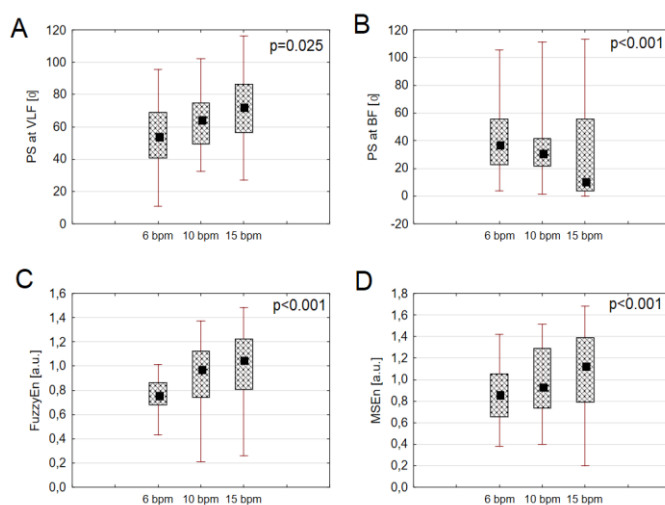 A
p=0.025
PS at VLF [0]
120
100
80
60
40
20
0
6 bpm 10 bpm 15 bpm
B
p<0.001
PS at BF [0]
120
100
80
60
40
20
0
-20
6 bpm 10 bpm 15 bpm
C
p<0.001
FuzzyEn [a.u.]
1,6
1,4
1,2
1,0
0,8
0,6
0,4
0,2
0,0
6 bpm 10 bpm 15 bpm
D
p<0.001
MSEn [a.u.]
1,8
1,6
1,4
1,2
1,0
0,8
0,6
0,4
0,2
0,0
6 bpm 10 bpm 15 bpm